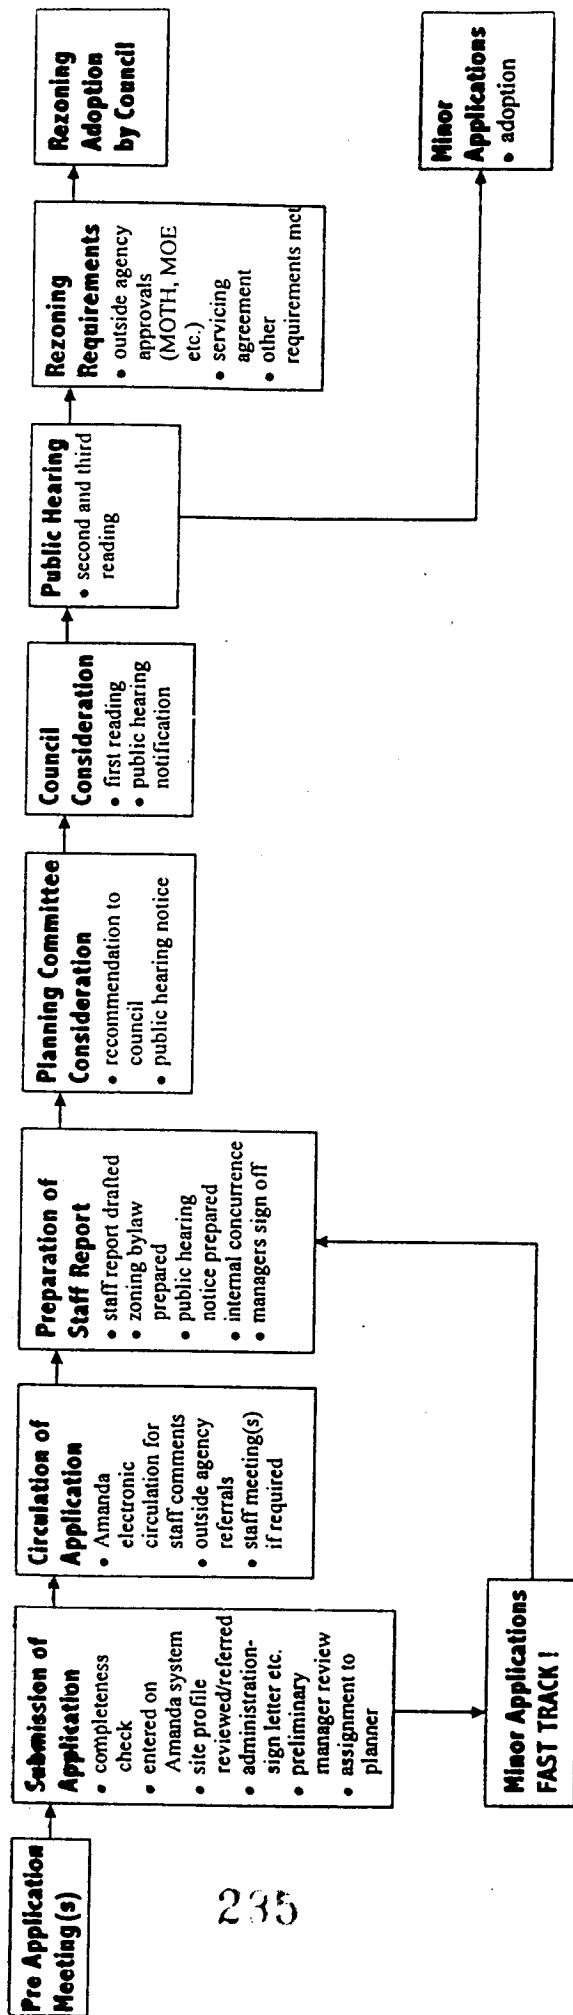 Pre Application
Meeting(s)
Submission of
Application
• completeness
check
• entered on
Amanda system
• site profile
reviewed/referred
• administration-
sign letter etc.
• preliminary
manager review
• assignment to
planner
Circulation of
Application
• Amanda
electronic
circulation for
staff comments
• outside agency
referrals
• staff meeting(s)
if required
Preparation of
Staff Report
• staff report drafted
• zoning bylaw
prepared
• public hearing
notice prepared
• internal concurrence
• managers sign off
Planning Committee
Consideration
• recommendation to
council
• public hearing notice
Council
Consideration
• first reading
• public hearing
notification
Public Hearing
• second and third
reading
Rezoning
Requirements
• outside agency
approvals
(MOTH, MOE
etc.)
• servicing
agreement
• other
requirements met
Rezoning
Adoption
by Council
Minor Applications
FAST TRACK !
Minor
Applications
• adoption
235